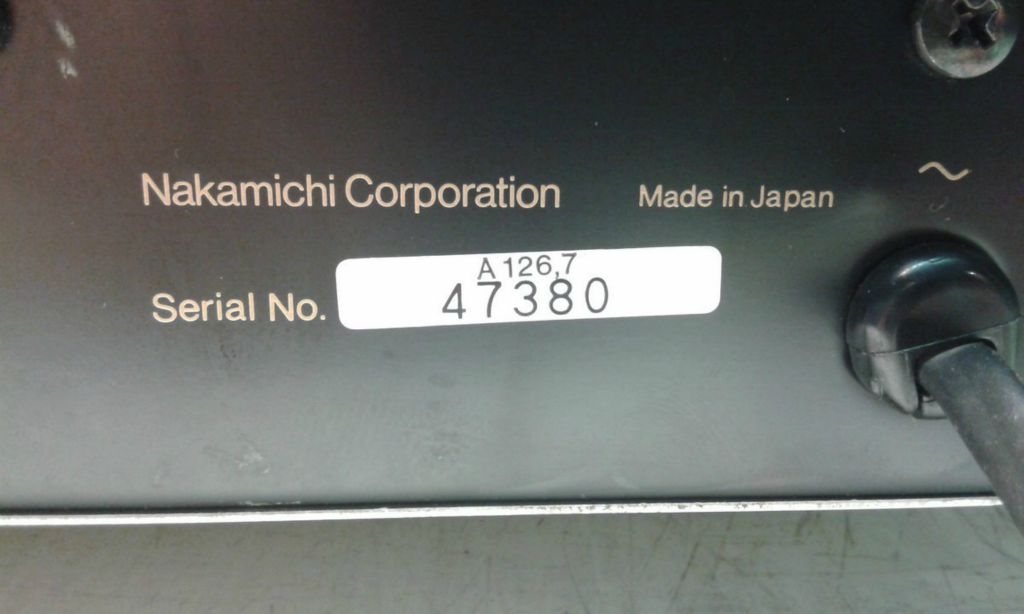 Nakamichi Corporation Made in Japan ~
A 126,7
Serial No. 47380